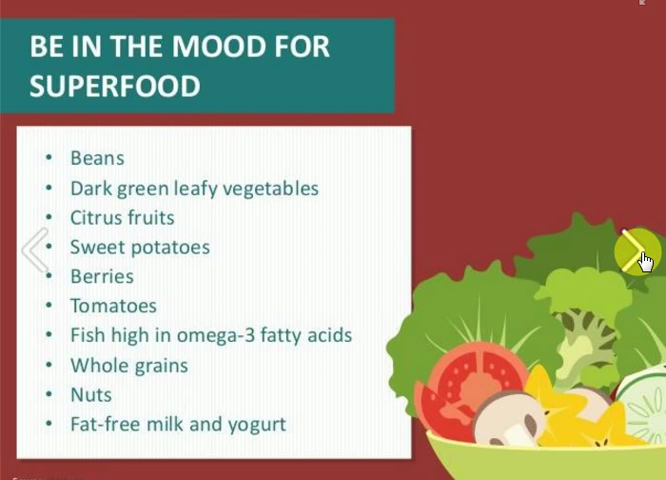 BE IN THE MOOD FOR
SUPERFOOD
• Beans
• Dark green leafy vegetables
• Citrus fruits
• Sweet potatoes
• Berries
• Tomatoes
• Fish high in omega-3 fatty acids
• Whole grains
• Nuts
• Fat-free milk and yogurt